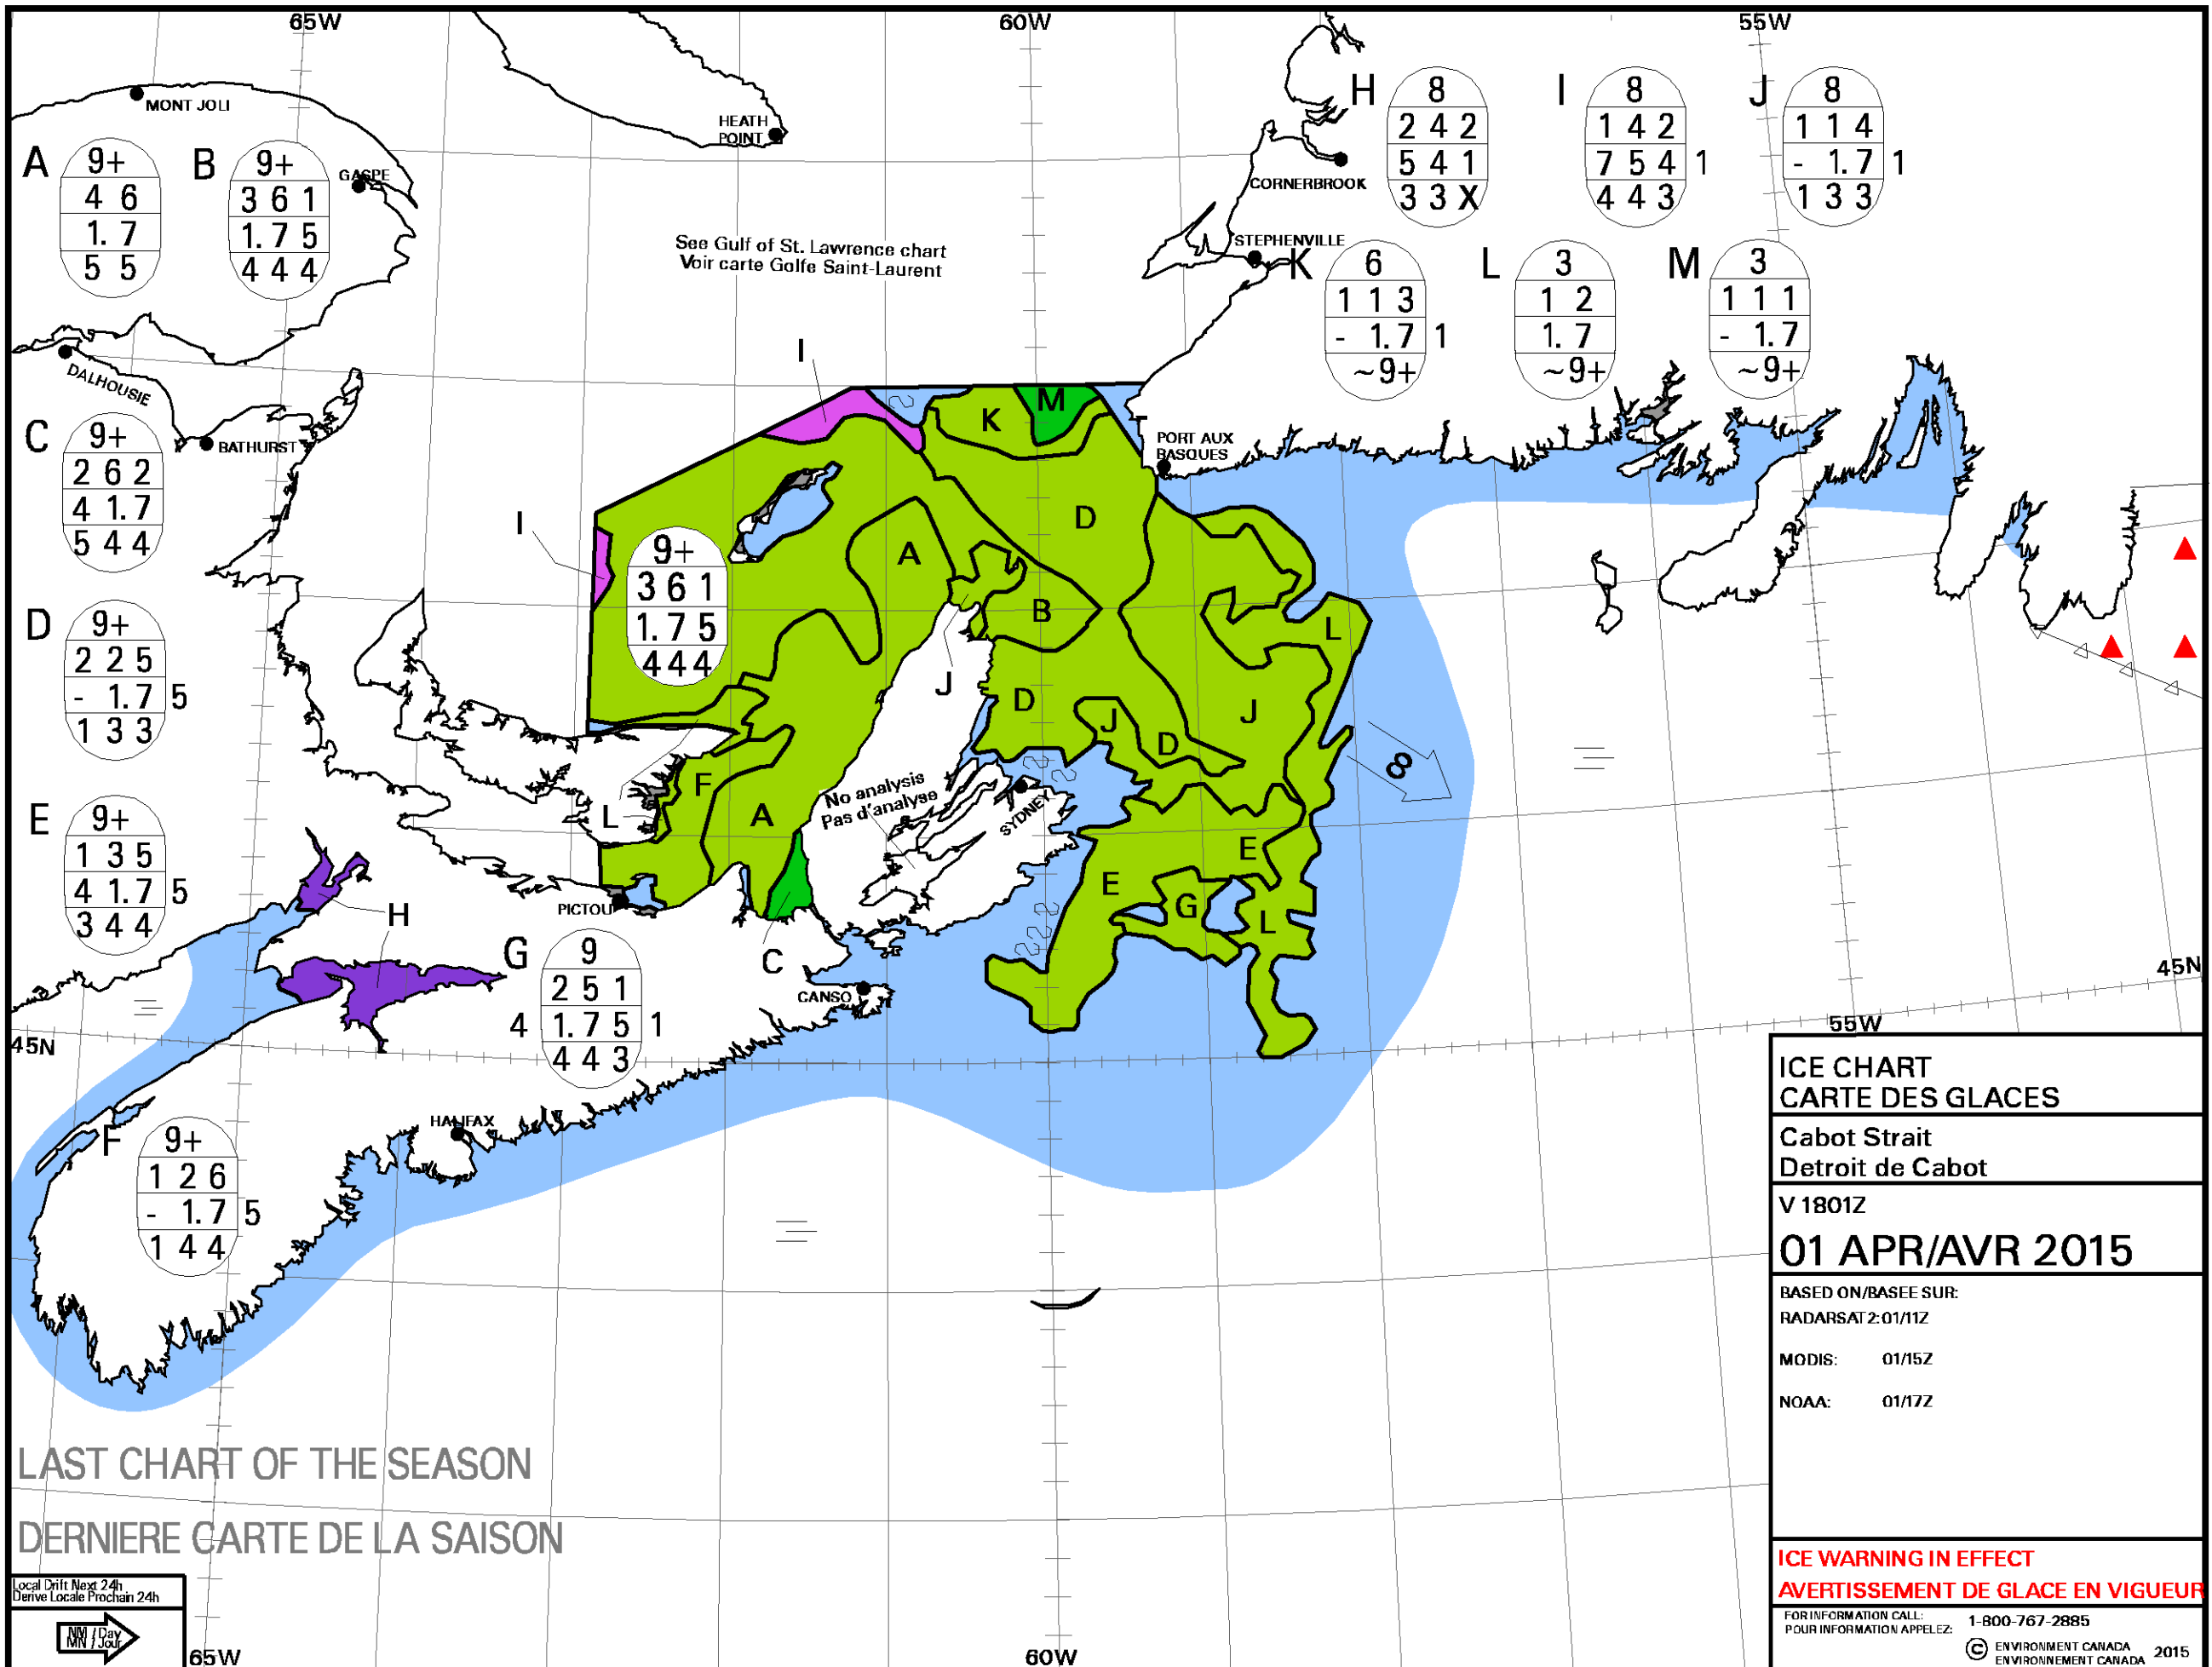 65W
60W
55W
MONT JOLI
HEATH
POINT
GASPE
CORNERBROOK
STEPHENVILLE
See Gulf of St. Lawrence chart
Voir carte Golfe Saint-Laurent
A
9+
4 6
1. 7
5 5
B
9+
3 6 1
1. 7 5
4 4 4
H
8
2 4 2
5 4 1
3 3 X
I
8
1 4 2
7 5 4 1
4 4 3
J
8
1 1 4
- 1. 7 1
1 3 3
K
6
1 1 3
- 1. 7 1
~9+
L
3
1 2
1. 7
~9+
M
3
1 1 1
- 1. 7
~9+
DALHOUSIE
BATHURST
PORT AUX
BASQUES
I
M
K
C
9+
2 6 2
4 1. 7
5 4 4
I
9+
3 6 1
1. 7 5
4 4 4
D
A
B
L
D
9+
2 2 5
- 1. 7 5
1 3 3
J
D
J
D
J
8
E
9+
1 3 5
4 1. 7 5
3 4 4
F
L
A
No analysis
Pas d'analyse
SYDNEY
E
E
G
L
PICTOU
H
C
CANSO
G
9
2 5 1
4 1. 7 5 1
4 4 3
45N
45N
55W
HALIFAX
F
9+
1 2 6
- 1. 7 5
1 4 4
ICE CHART
CARTE DES GLACES
Cabot Strait
Detroit de Cabot
V 1801Z
01 APR/AVR 2015
BASED ON/BASEE SUR:
RADARSAT2:01/11Z
MODIS: 01/15Z
NOAA: 01/17Z
LAST CHART OF THE SEASON
DERNIERE CARTE DE LA SAISON
ICE WARNING IN EFFECT
AVERTISSEMENT DE GLACE EN VIGUEUR
FOR INFORMATION CALL: 1-800-767-2885
POUR INFORMATION APPELEZ:
© ENVIRONMENT CANADA 2015
ENVIRONNEMENT CANADA
Local Drift Next 24h
Derive Locale Prochain 24h
NM / Day
MN / Jour
65W
60W